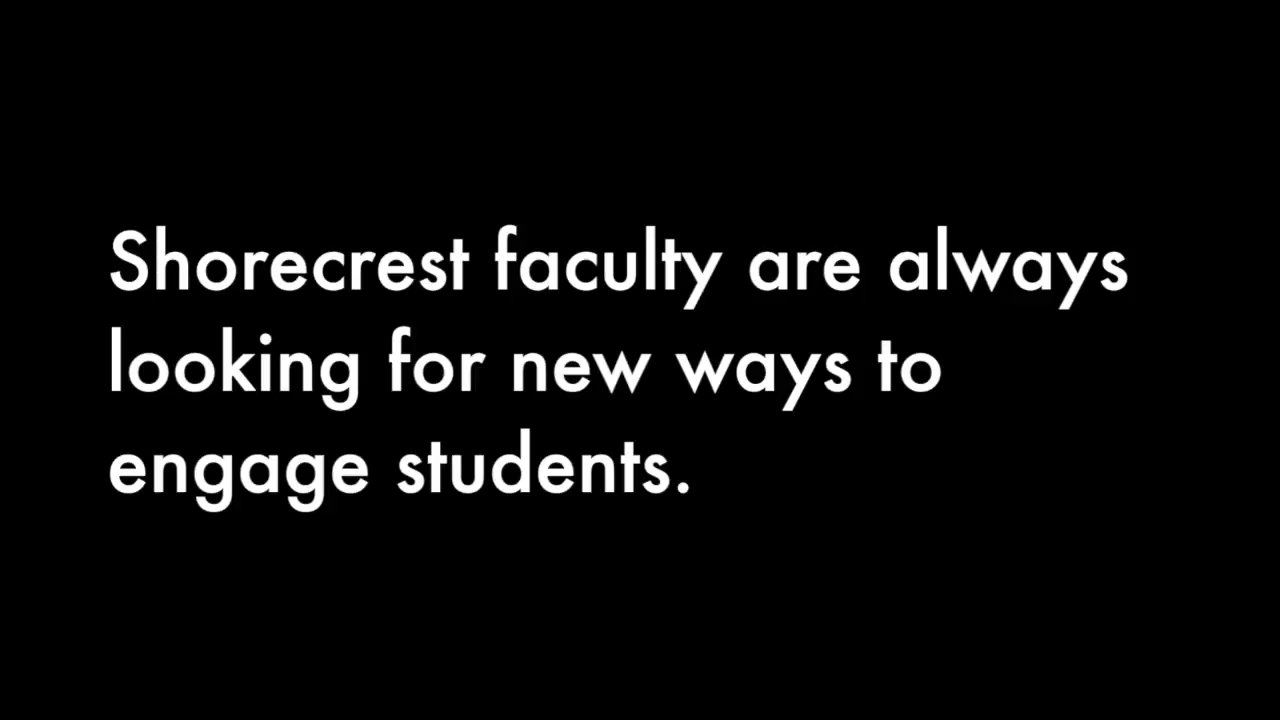 Shorecrest faculty are always
looking for new ways to
engage students.